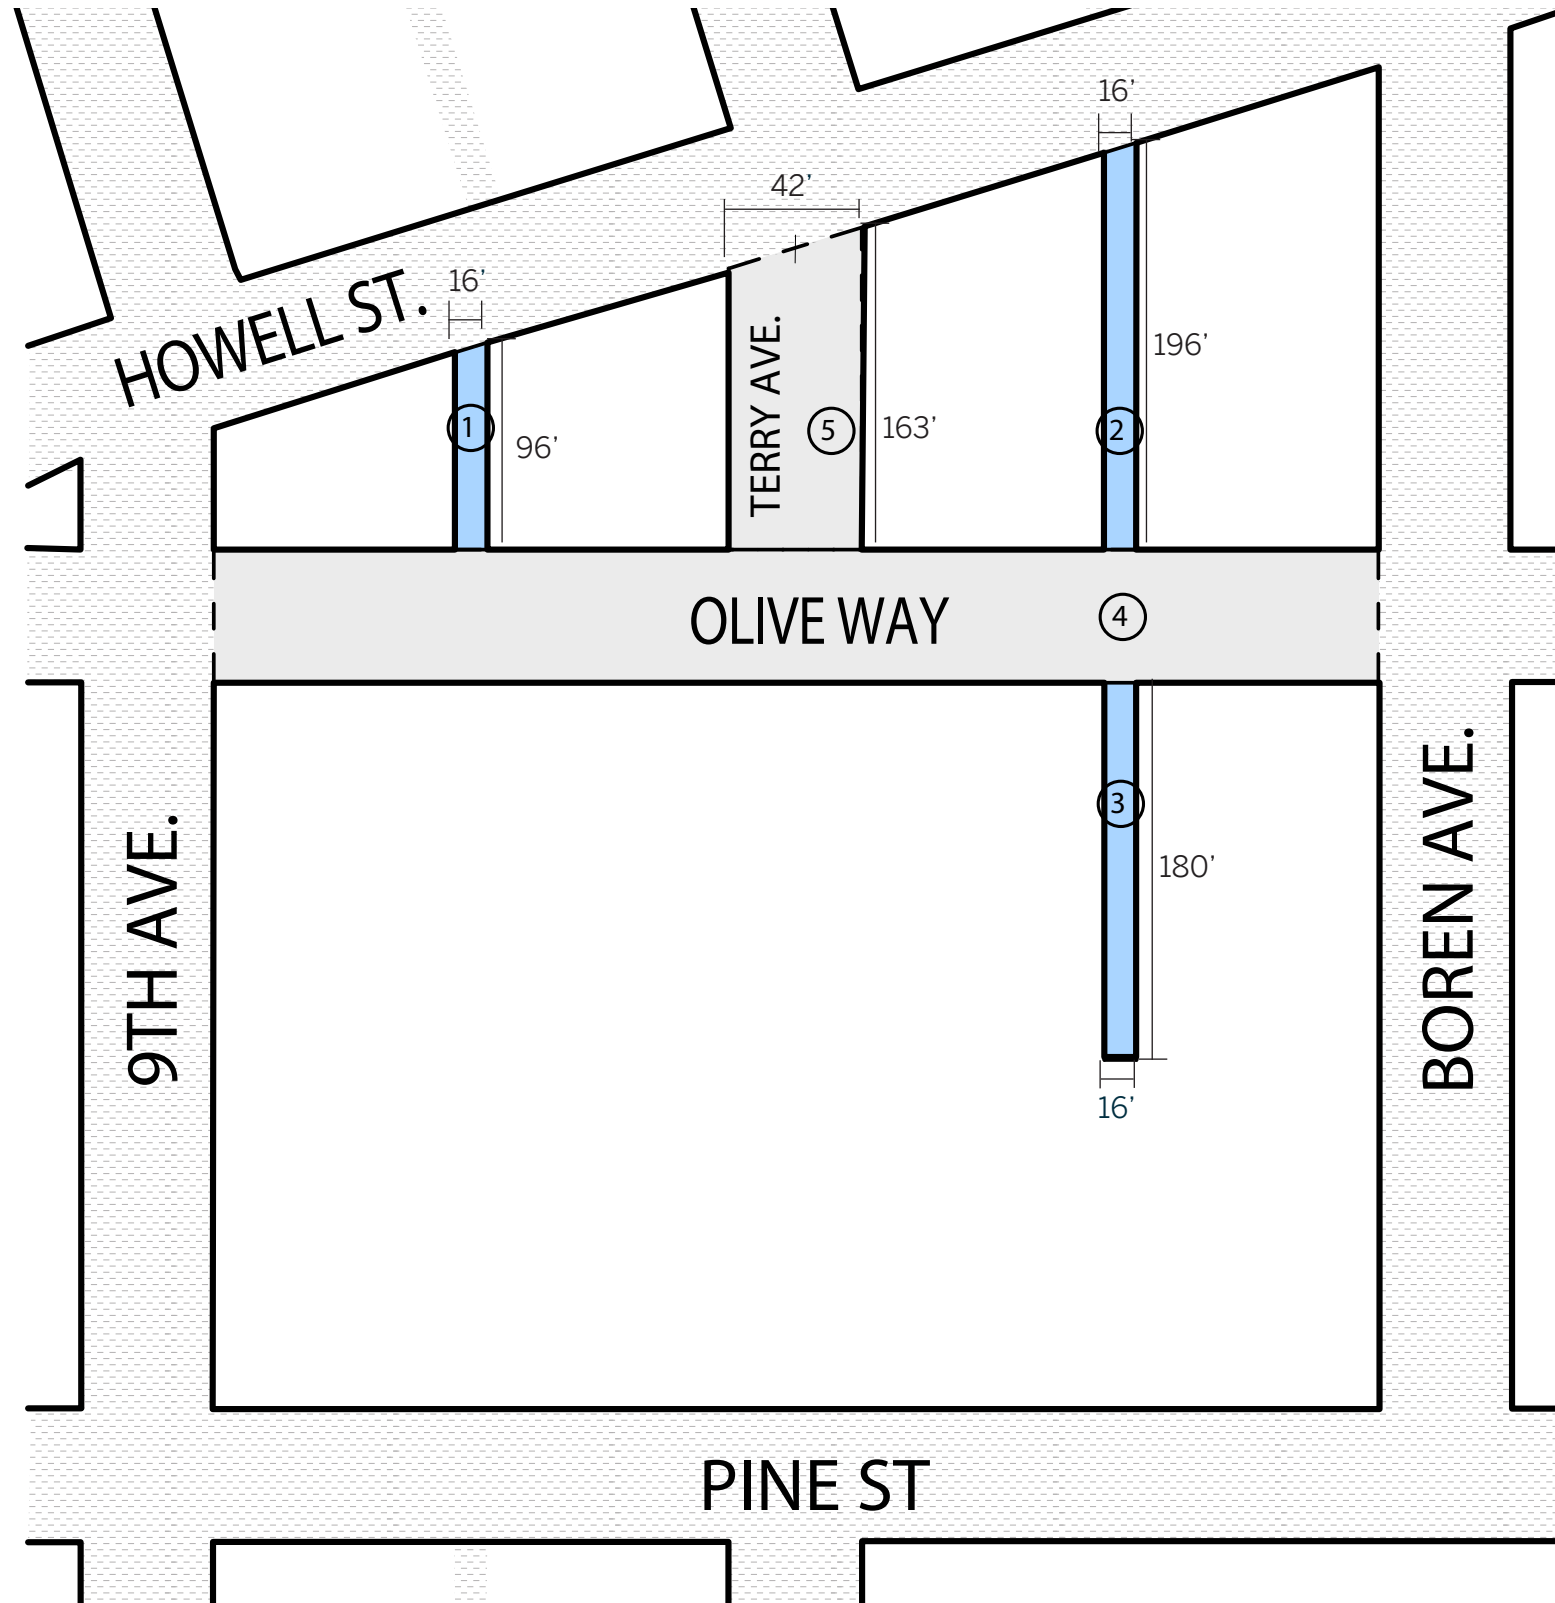 16’
42’
16’
HOWELL ST.
196’
TERRY AVE.
1
5
2
163’
96’
OLIVE WAY
4
3
9TH AVE.
BOREN AVE.
180’
16’
PINE ST